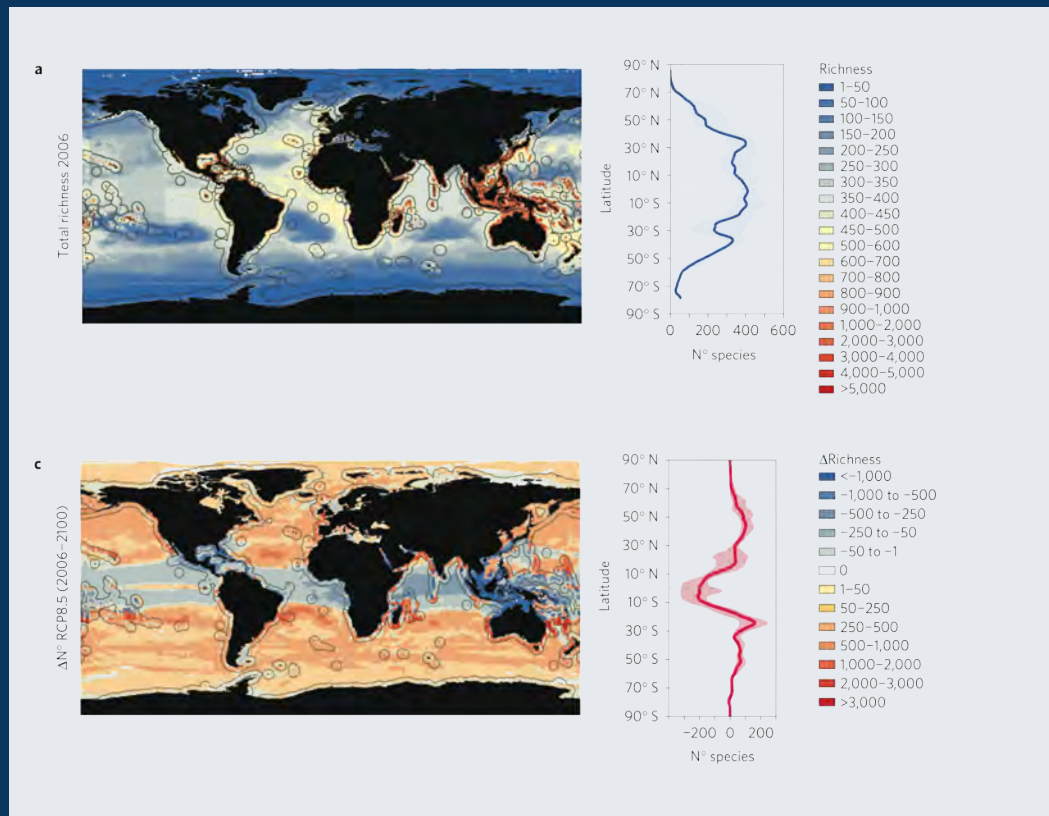 a
Total richness 2006
90° N
70° N
50° N
30° N
10° N
10° S
30° S
50° S
70° S
90° S
Latitude
0 200 400 600
N° species
Richness
1–50
50–100
100–150
150–200
200–250
250–300
300–350
350–400
400–450
450–500
500–600
600–700
700–800
800–900
900–1,000
1,000–2,000
2,000–3,000
3,000–4,000
4,000–5,000
>5,000
c
ΔN° RCP8.5 (2006–2100)
90° N
70° N
50° N
30° N
10° N
10° S
30° S
50° S
70° S
90° S
Latitude
−200 0 200
N° species
ΔRichness
<−1,000
−1,000 to −500
−500 to −250
−250 to −50
−50 to −1
0
1–50
50–250
250–500
500–1,000
1,000–2,000
2,000–3,000
>3,000